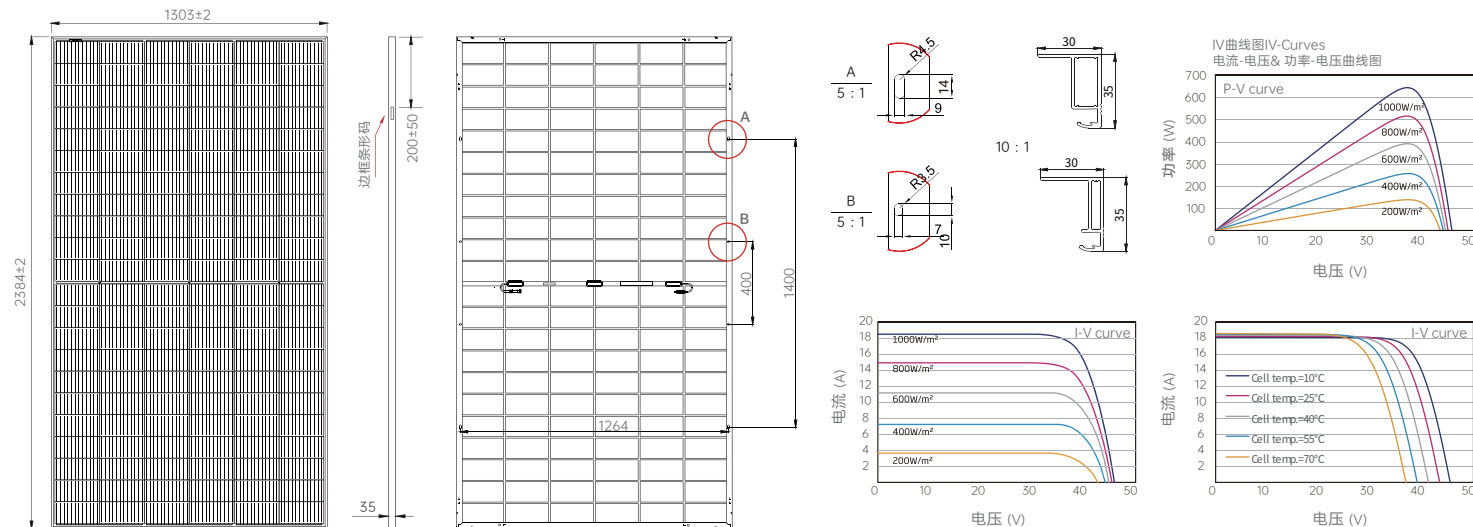 1303±2
2384±2
边框条形码
200±50
35
A
B
400
1400
1264
A
5 : 1
R4.5
14
9
B
5 : 1
R3.5
7
10
30
35
10 : 1
30
35
IV曲线图IV-Curves
电流-电压& 功率-电压曲线图
P-V curve
功率 (W)
700
600
500
400
300
200
100
1000W/m²
800W/m²
600W/m²
400W/m²
200W/m²
0 10 20 30 40 50
电压 (V)
I-V curve
电流 (A)
20
18
16
14
12
10
8
6
4
2
1000W/m²
800W/m²
600W/m²
400W/m²
200W/m²
0 10 20 30 40 50
电压 (V)
I-V curve
电流 (A)
20
18
16
14
12
10
8
6
4
2
Cell temp.=10°C
Cell temp.=25°C
Cell temp.=40°C
Cell temp.=55°C
Cell temp.=70°C
0 10 20 30 40 50
电压 (V)